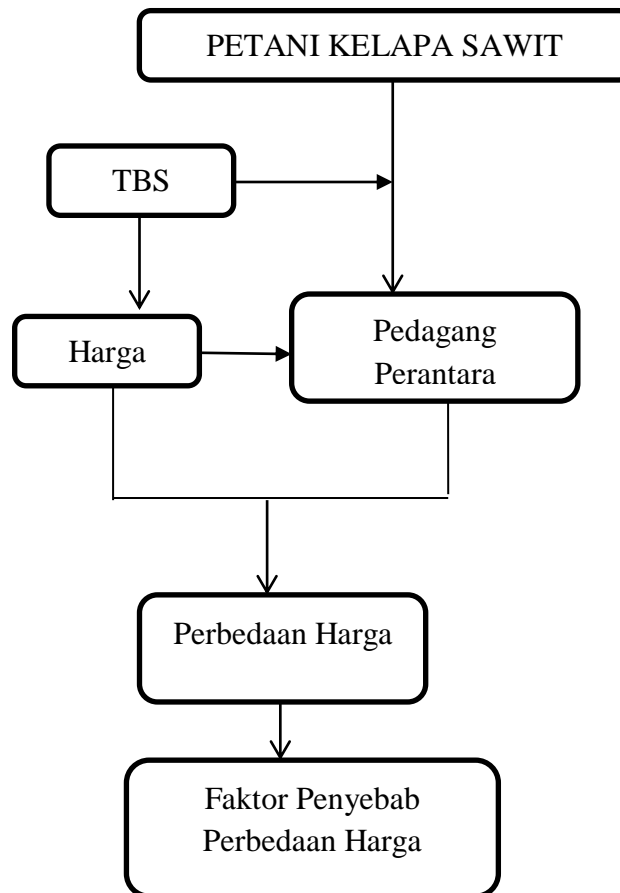 PETANI KELAPA SAWIT
TBS
Harga
Pedagang
Perantara
Perbedaan Harga
Faktor Penyebab
Perbedaan Harga